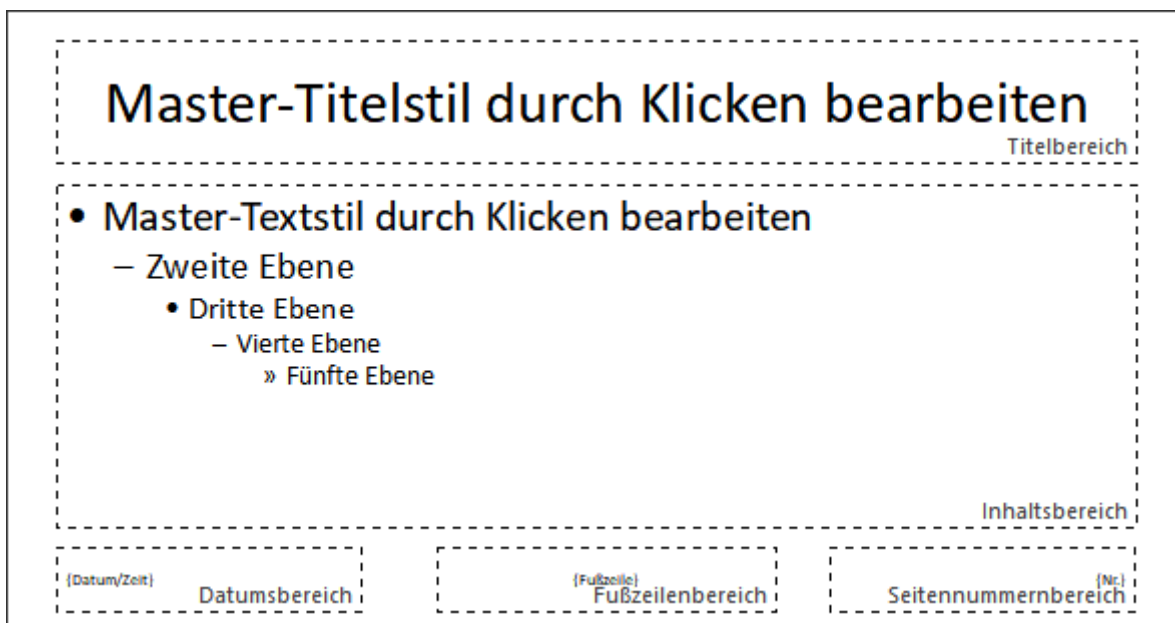 Master-Titelstil durch Klicken bearbeiten
Titelbereich
• Master-Textstil durch Klicken bearbeiten
– Zweite Ebene
• Dritte Ebene
– Vierte Ebene
» Fünfte Ebene
Inhaltsbereich
{Datum/Zeit}
Datumsbereich
{Fußzeile}
Fußzeilenbereich
{Nr.}
Seitennummernbereich